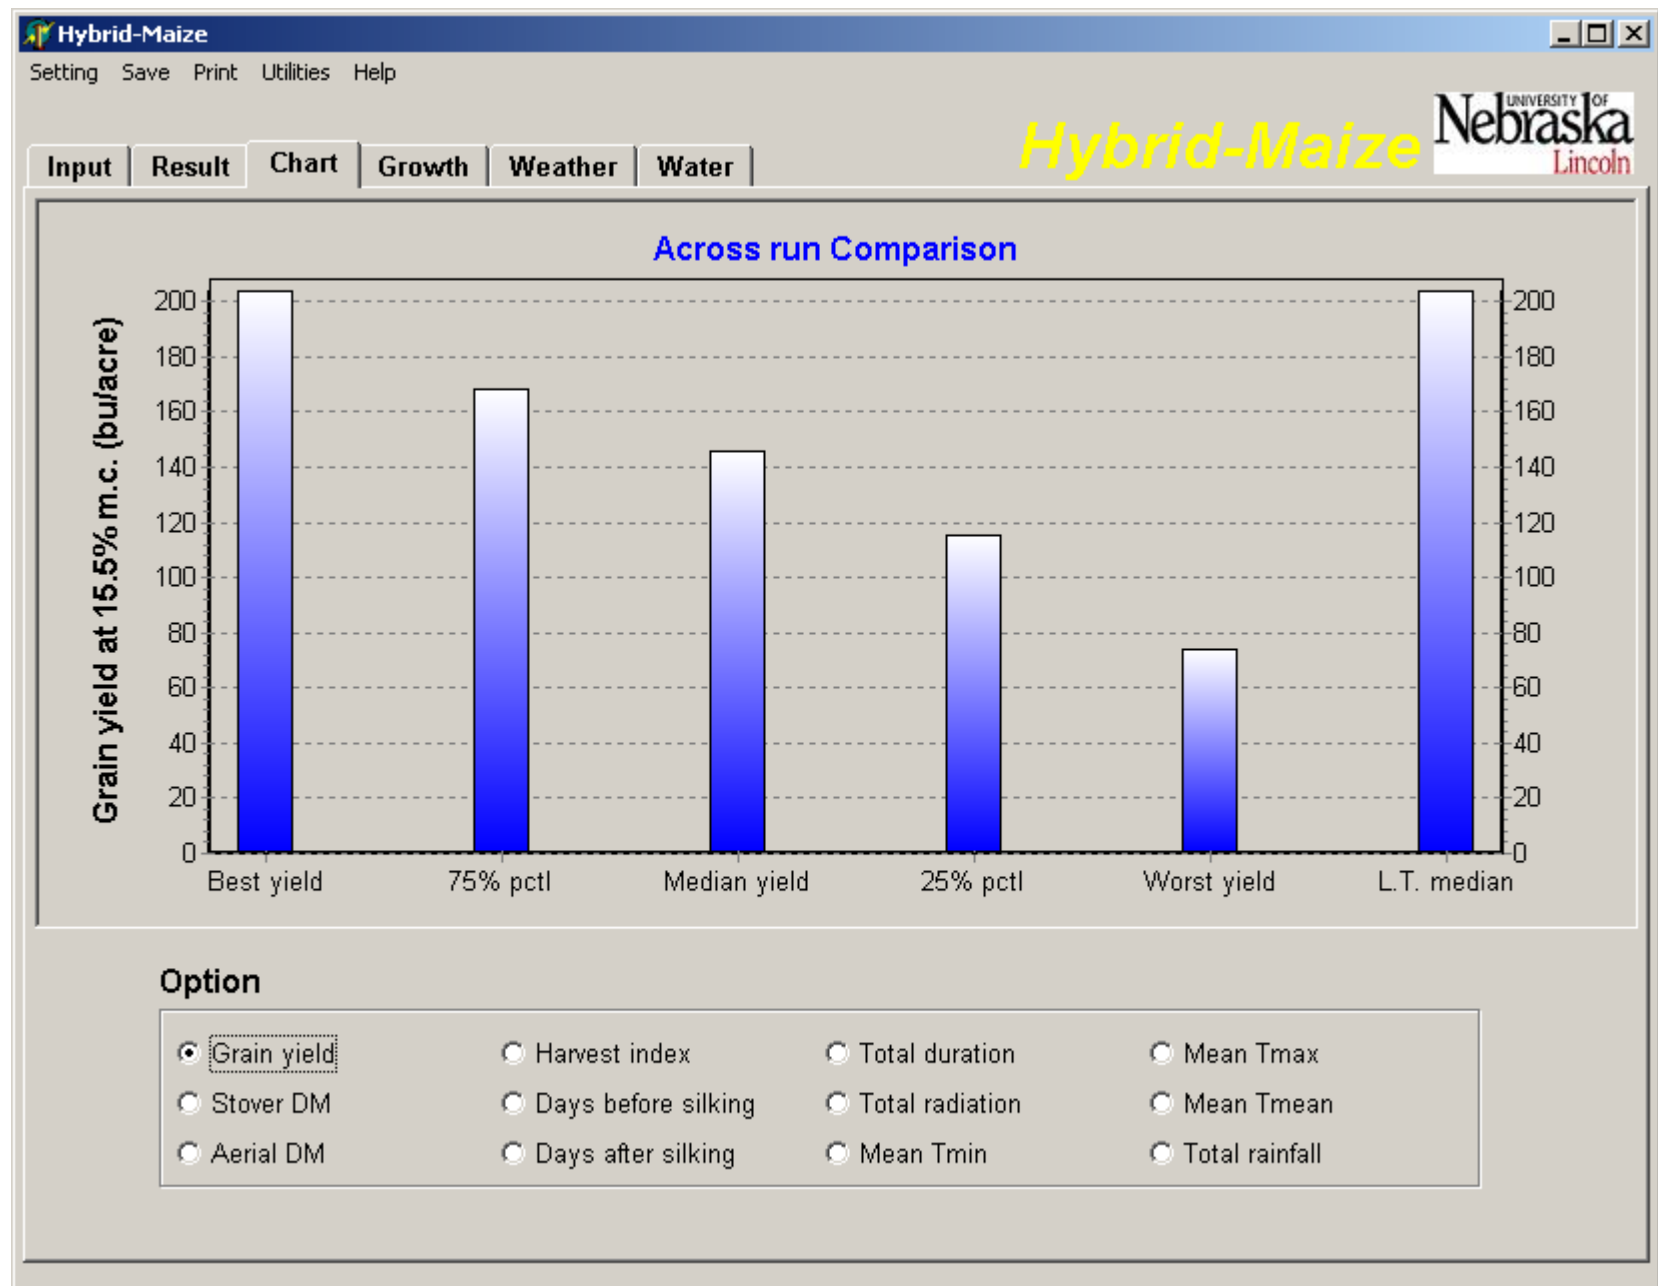 Hybrid-Maize
Setting Save Print Utilities Help
Hybrid-Maize
UNIVERSITY OF
Nebraska
Lincoln
Input Result Chart Growth Weather Water
Across run Comparison
Grain yield at 15.5% m.c. (bu/acre)
200 200
180 180
160 160
140 140
120 120
100 100
80 80
60 60
40 40
20 20
0 0
Best yield 75% pctl Median yield 25% pctl Worst yield L.T. median
Option
Grain yield Harvest index Total duration Mean Tmax
Stover DM Days before silking Total radiation Mean Tmean
Aerial DM Days after silking Mean Tmin Total rainfall